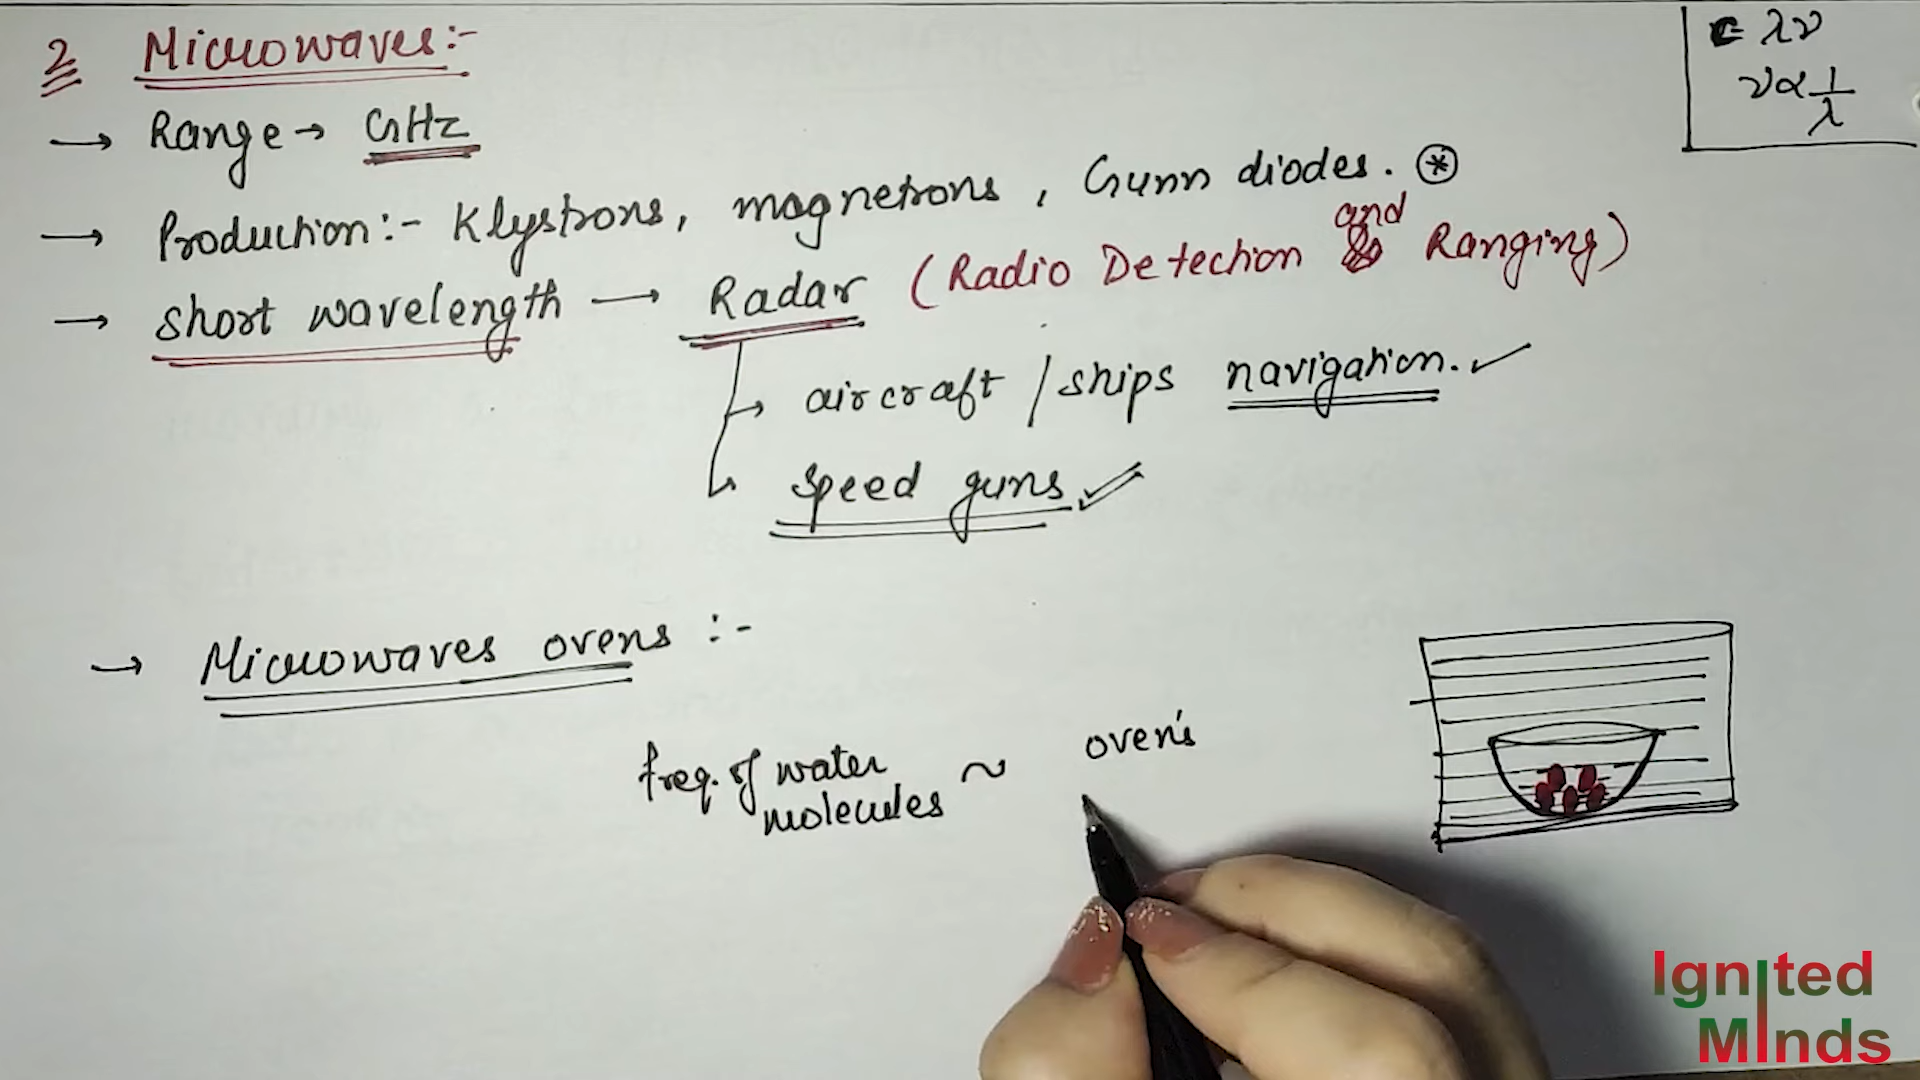 2 Microwaves:-
C= λν
ν∝1/λ
→ Range → GHz
→ Production:- Klystrons, magnetrons, Gunn diodes. *
→ short wavelength → Radar (Radio Detection and Ranging)
→ aircraft / ships navigation. ✓
→ speed guns ✓
→ Microwaves ovens :-
freq. of water molecules ~ oven's
Ignited
Minds